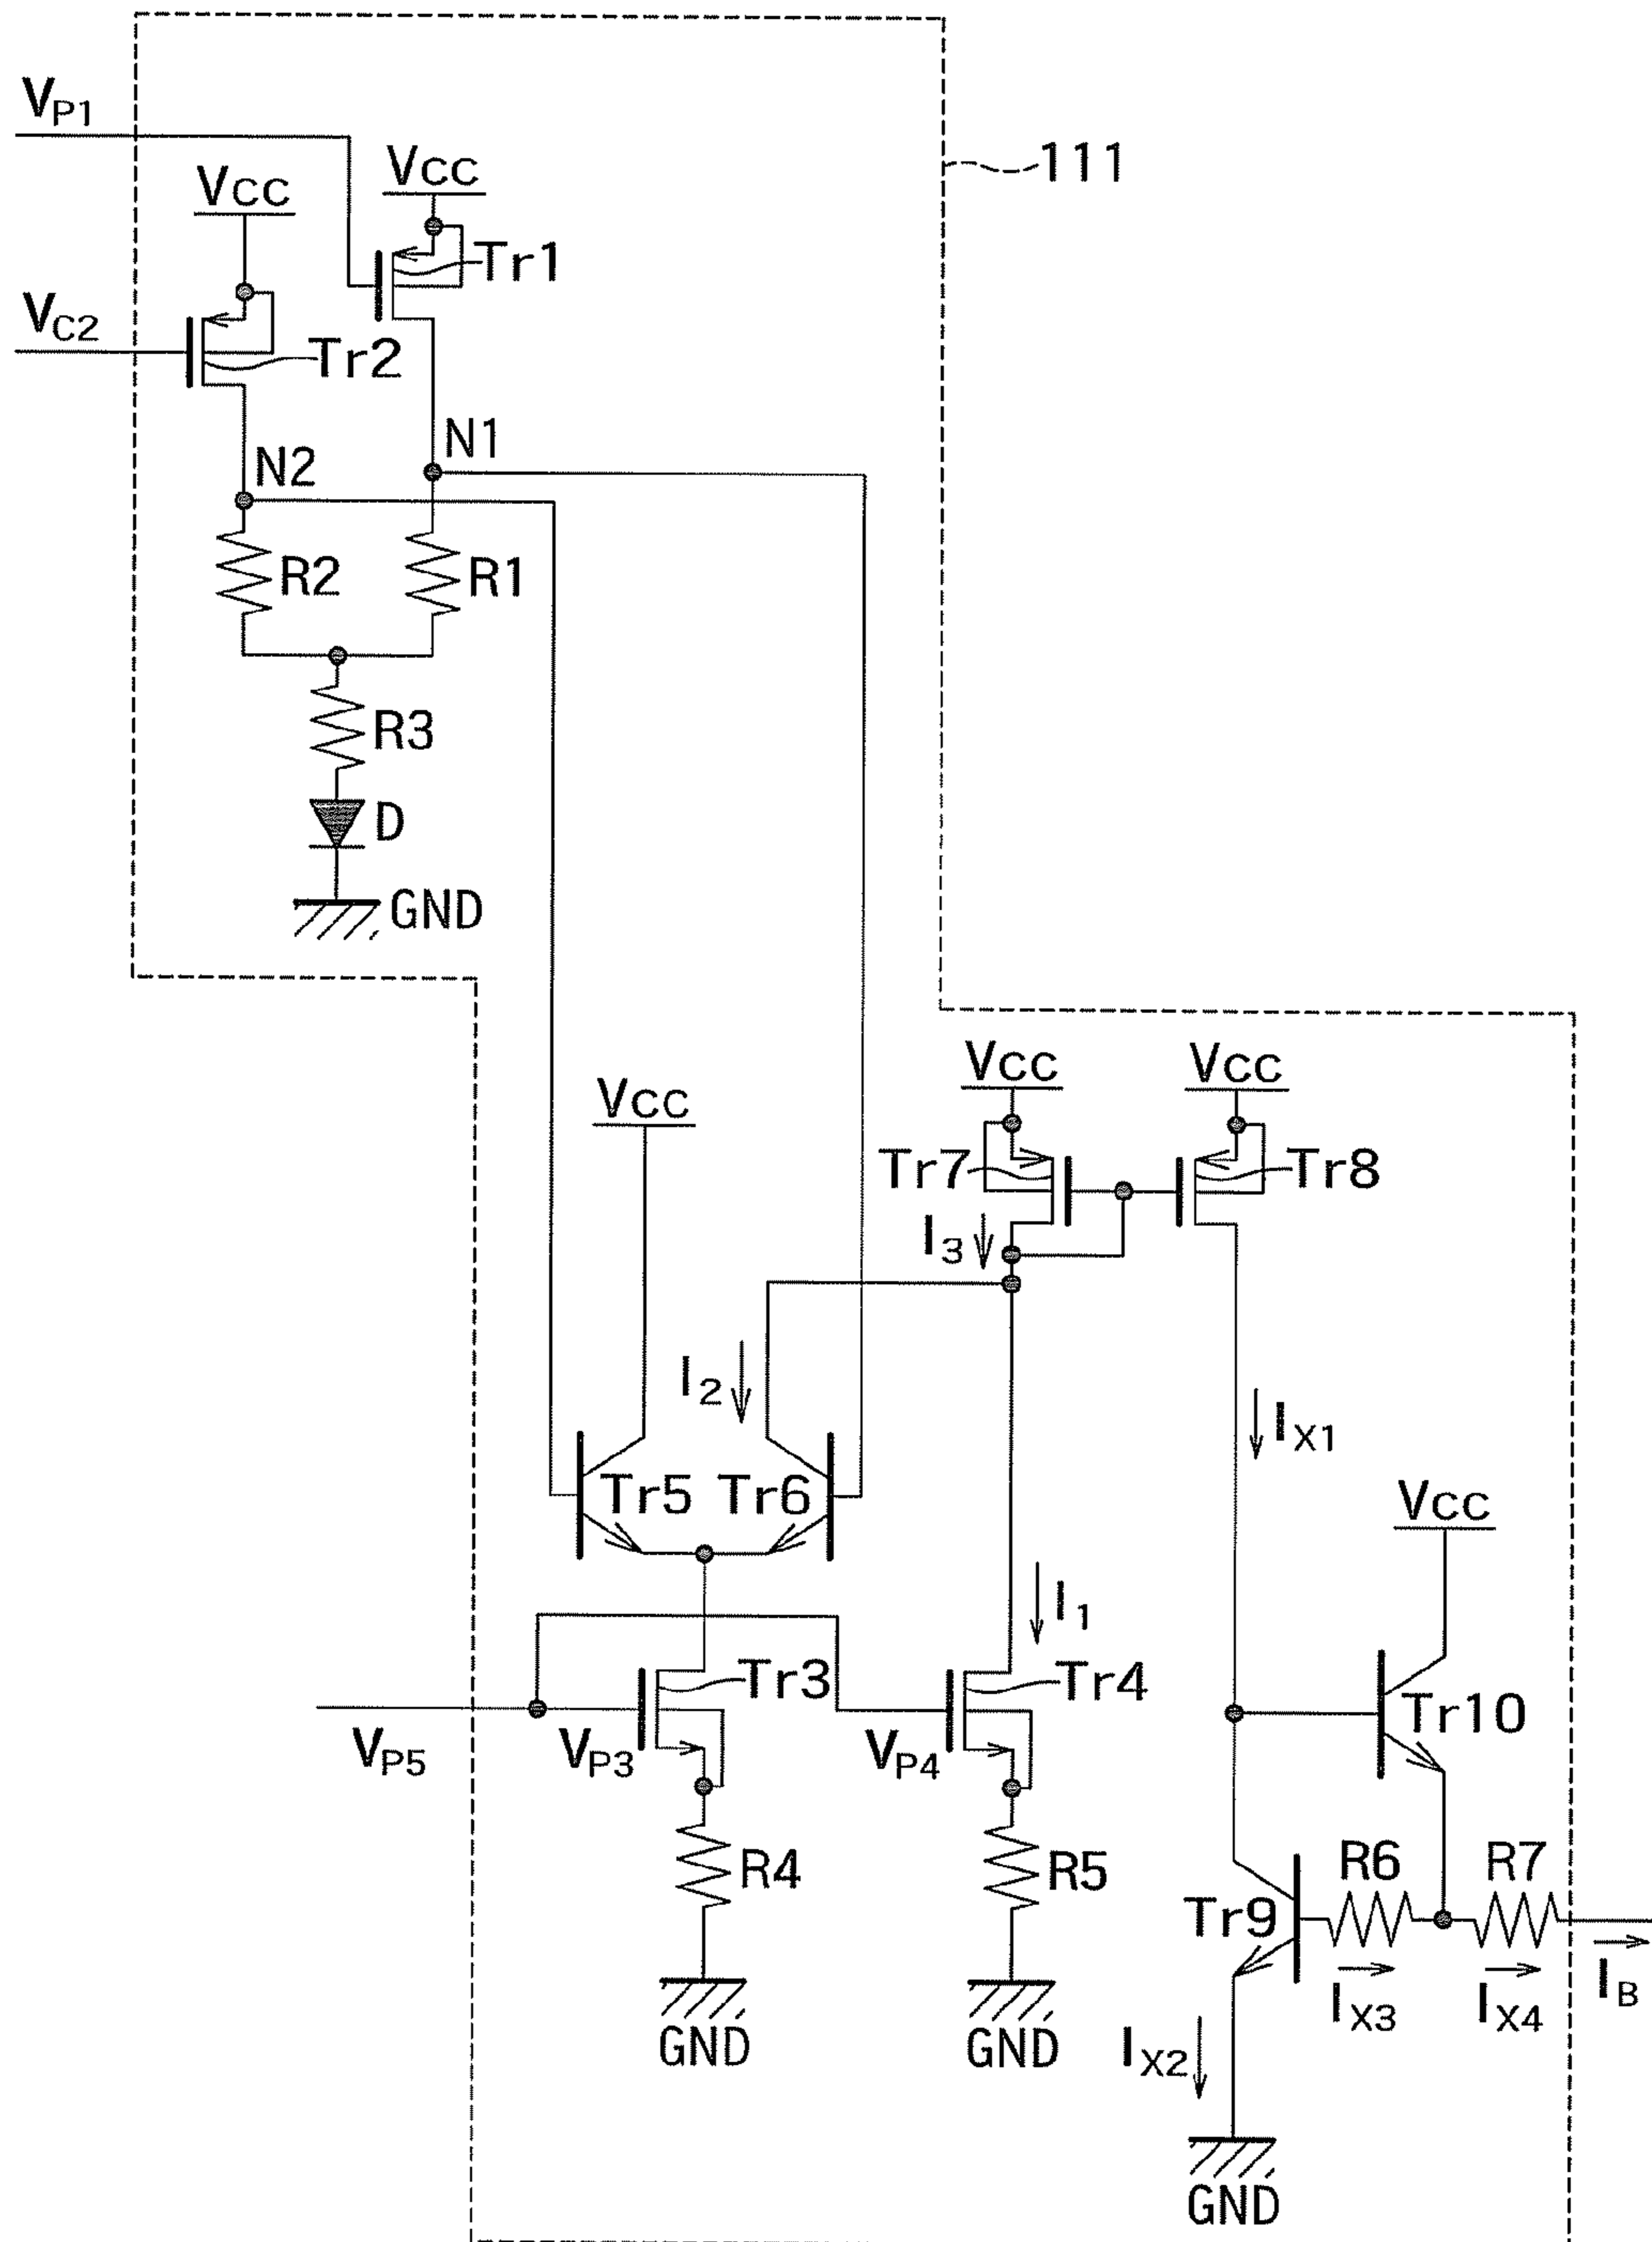 VP1
VCC
VCC
111
Tr1
VC2
Tr2
N1
N2
R2
R1
R3
D
GND
VCC
VCC
VCC
Tr7
Tr8
I3
I2
IX1
Tr5
Tr6
VCC
I1
Tr3
Tr4
Tr10
VP5
VP3
VP4
R4
R5
R6
R7
Tr9
IX3
IX4
IB
GND
GND
IX2
GND